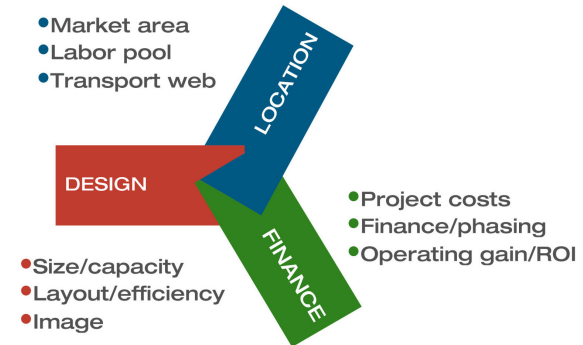 •Market area
•Labor pool
•Transport web
LOCATION
DESIGN
•Project costs
•Finance/phasing
•Operating gain/ROI
FINANCE
•Size/capacity
•Layout/efficiency
•Image